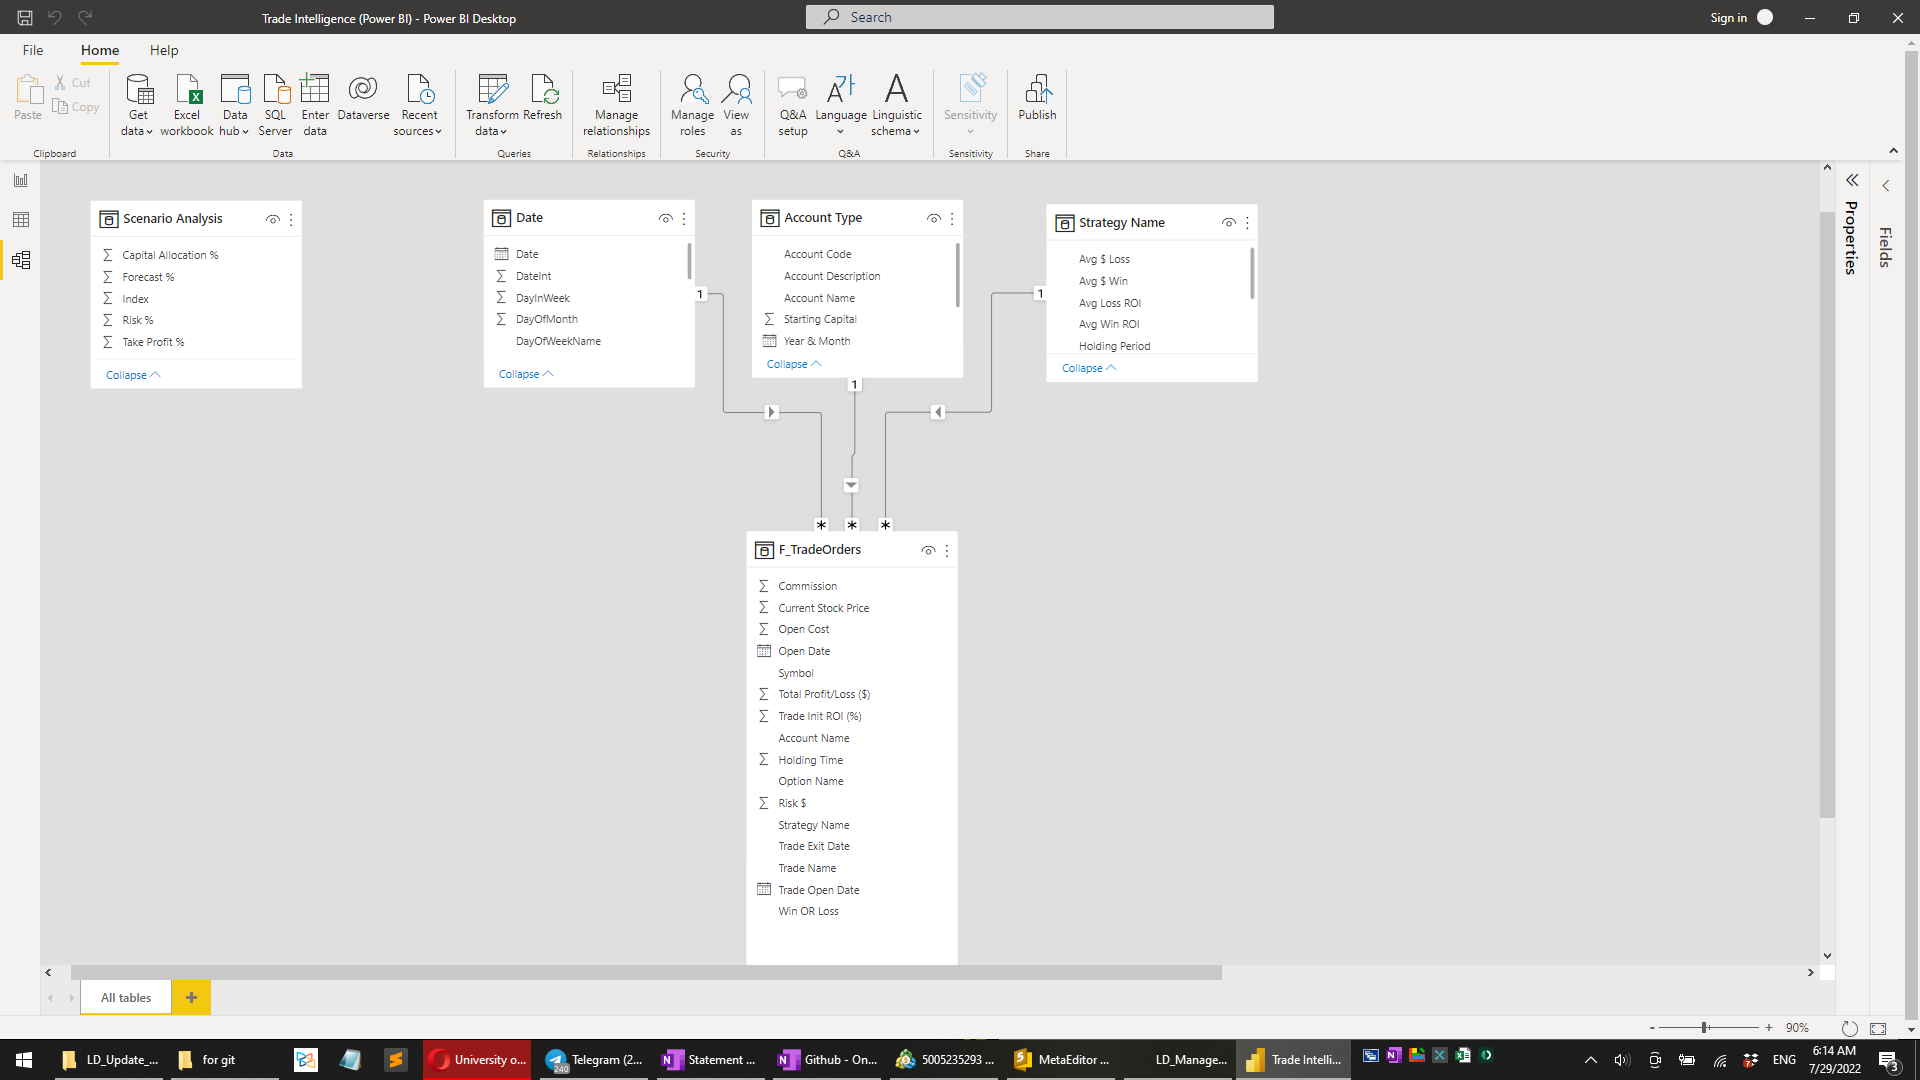 Trade Intelligence (Power BI) - Power BI Desktop
Search
Sign in
File
Home
Help
Paste
Cut
Copy
Clipboard
Get data
Excel workbook
Data hub
SQL Server
Enter data
Dataverse
Recent sources
Data
Transform data
Refresh
Queries
Manage relationships
Relationships
Manage roles
View as
Security
Q&A setup
Language
Linguistic schema
Q&A
Sensitivity
Sensitivity
Publish
Share
Scenario Analysis
Capital Allocation %
Forecast %
Index
Risk %
Take Profit %
Collapse
Date
Date
DateInt
DayInWeek
DayOfMonth
DayOfWeekName
Collapse
1
Account Type
Account Code
Account Description
Account Name
Starting Capital
Year & Month
Collapse
1
Strategy Name
Avg $ Loss
Avg $ Win
Avg Loss ROI
Avg Win ROI
Holding Period
Collapse
1
* * *
F_TradeOrders
Commission
Current Stock Price
Open Cost
Open Date
Symbol
Total Profit/Loss ($)
Trade Init ROI (%)
Account Name
Holding Time
Option Name
Risk $
Strategy Name
Trade Exit Date
Trade Name
Trade Open Date
Win OR Loss
Properties
Fields
All tables
+
- + 90%
LD_Update_...
for git
University o...
Telegram (2...
240
Statement ...
Github - On...
5005235293 ...
MetaEditor ...
LD_Manage...
Trade Intelli...
ENG
6:14 AM
7/29/2022
3